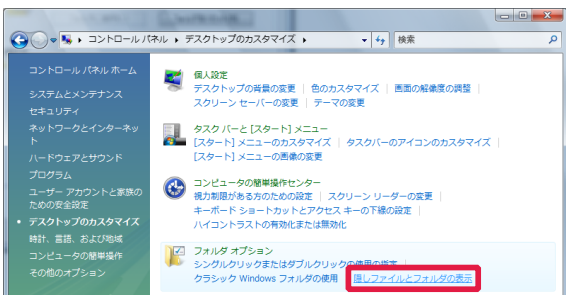 コントロール パネル ▸ デスクトップのカスタマイズ ▸
検索
コントロール パネル ホーム
システムとメンテナンス
セキュリティ
ネットワークとインターネッ
ト
ハードウェアとサウンド
プログラム
ユーザー アカウントと家族の
ための安全設定
デスクトップのカスタマイズ
時計、言語、および地域
コンピュータの簡単操作
その他のオプション
個人設定
デスクトップの背景の変更 | 色のカスタマイズ | 画面の解像度の調整 |
スクリーン セーバーの変更 | テーマの変更
タスク バーと [スタート] メニュー
[スタート] メニューのカスタマイズ | タスクバーのアイコンのカスタマイズ |
[スタート] メニューの画像の変更
コンピュータの簡単操作センター
視力制限がある方のための設定 | スクリーン リーダーの変更 |
キーボード ショートカットとアクセス キーの下線の設定 |
ハイコントラストの有効化または無効化
フォルダ オプション
シングルクリックまたはダブルクリックの使用の指定 |
クラシック Windows フォルダの使用 | 隠しファイルとフォルダの表示